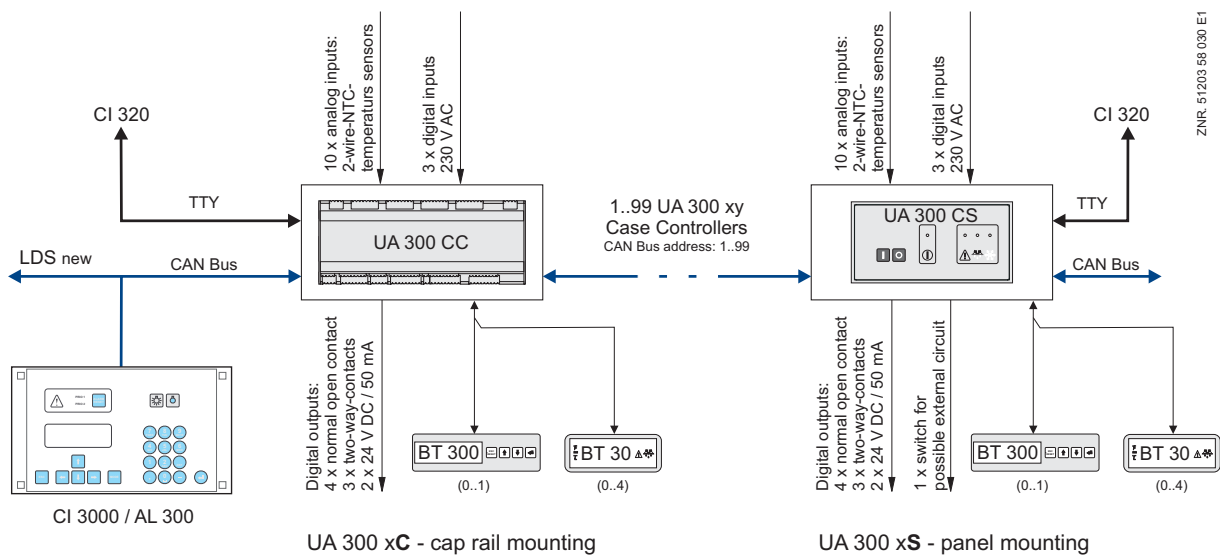 10 x analog inputs:
2-wire-NTC-
temperaturs sensors
3 x digital inputs
230 V AC
10 x analog inputs:
2-wire-NTC-
temperaturs sensors
3 x digital inputs
230 V AC
ZNR. 51203 58 030 E1
CI 320
CI 320
TTY
UA 300 CC
1..99 UA 300 xy
Case Controllers
CAN Bus address: 1..99
UA 300 CS
TTY
LDS new
CAN Bus
CAN Bus
Digital outputs:
4 x normal open contact
3 x two-way-contacts
2 x 24 V DC / 50 mA
BT 300
(0..1)
BT 30
(0..4)
Digital outputs:
4 x normal open contact
3 x two-way-contacts
2 x 24 V DC / 50 mA
1 x switch for
possible external circuit
BT 300
(0..1)
BT 30
(0..4)
CI 3000 / AL 300
UA 300 xC - cap rail mounting
UA 300 xS - panel mounting